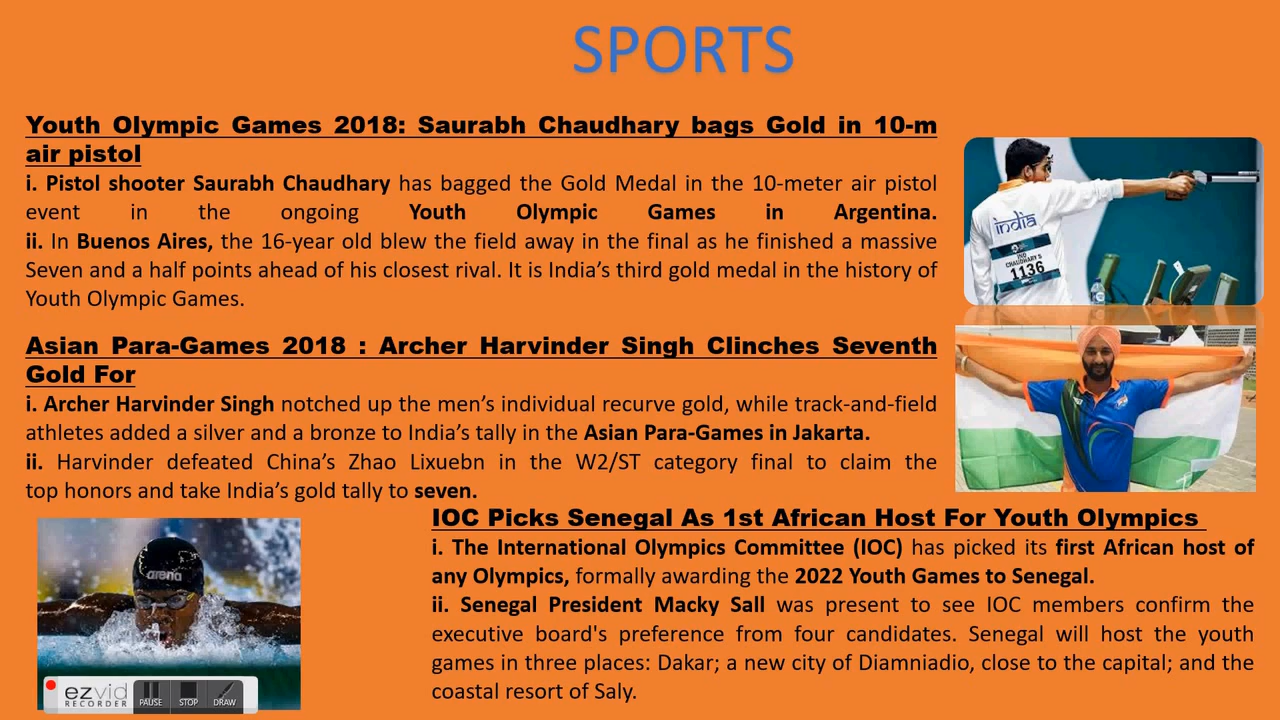 SPORTS
Youth Olympic Games 2018: Saurabh Chaudhary bags Gold in 10-m
air pistol
i. Pistol shooter Saurabh Chaudhary has bagged the Gold Medal in the 10-meter air pistol
event in the ongoing Youth Olympic Games in Argentina.
ii. In Buenos Aires, the 16-year old blew the field away in the final as he finished a massive
Seven and a half points ahead of his closest rival. It is India’s third gold medal in the history of
Youth Olympic Games.
india
IND
CHAUDHARY S
1136
Asian Para-Games 2018 : Archer Harvinder Singh Clinches Seventh
Gold For
i. Archer Harvinder Singh notched up the men’s individual recurve gold, while track-and-field
athletes added a silver and a bronze to India’s tally in the Asian Para-Games in Jakarta.
ii. Harvinder defeated China’s Zhao Lixuebn in the W2/ST category final to claim the
top honors and take India’s gold tally to seven.
IOC Picks Senegal As 1st African Host For Youth Olympics
i. The International Olympics Committee (IOC) has picked its first African host of
any Olympics, formally awarding the 2022 Youth Games to Senegal.
ii. Senegal President Macky Sall was present to see IOC members confirm the
executive board's preference from four candidates. Senegal will host the youth
games in three places: Dakar; a new city of Diamniadio, close to the capital; and the
coastal resort of Saly.
arena
ezvid
RECORDER
PAUSE
STOP
DRAW